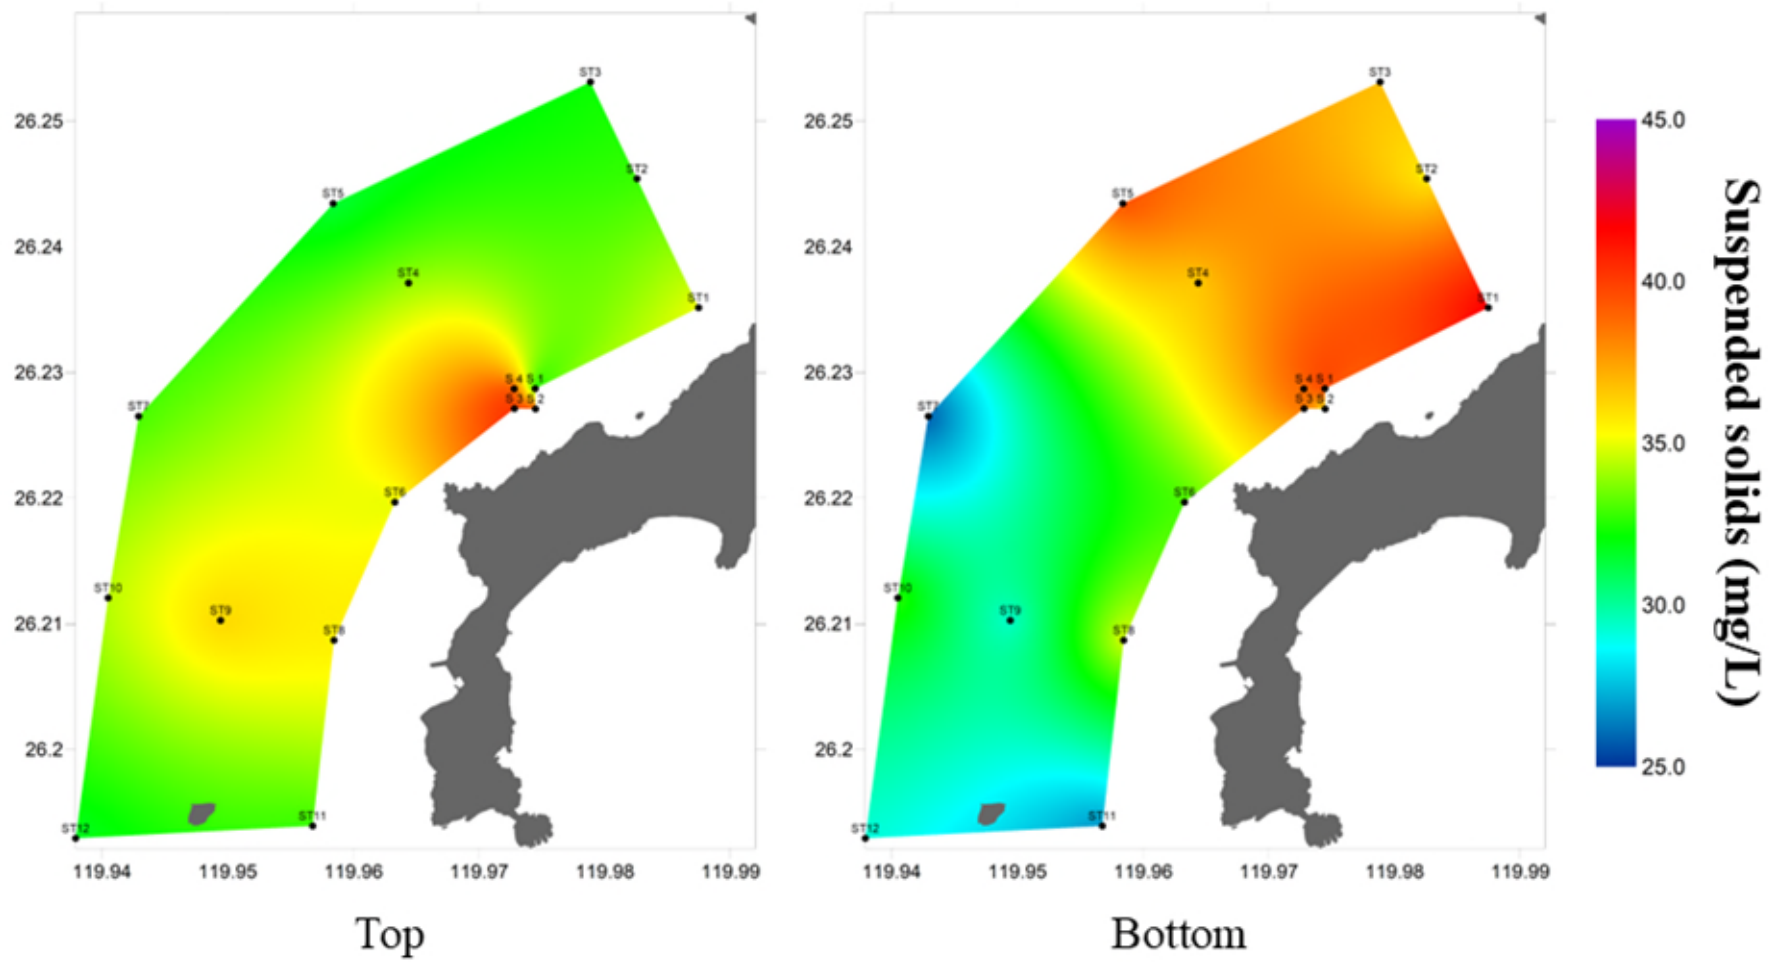 ST3
ST2
ST5
ST4
ST1
S 4 S 1
S 3 S 2
ST7
ST6
ST10
ST9
ST8
ST11
ST12
26.25
26.24
26.23
26.22
26.21
26.2
119.94 119.95 119.96 119.97 119.98 119.99
Top
ST3
ST2
ST5
ST4
ST1
S 4 S 1
S 3 S 2
ST7
ST6
ST10
ST9
ST8
ST11
ST12
26.25
26.24
26.23
26.22
26.21
26.2
119.94 119.95 119.96 119.97 119.98 119.99
Bottom
45.0
40.0
35.0
30.0
25.0
Suspended solids (mg/L)